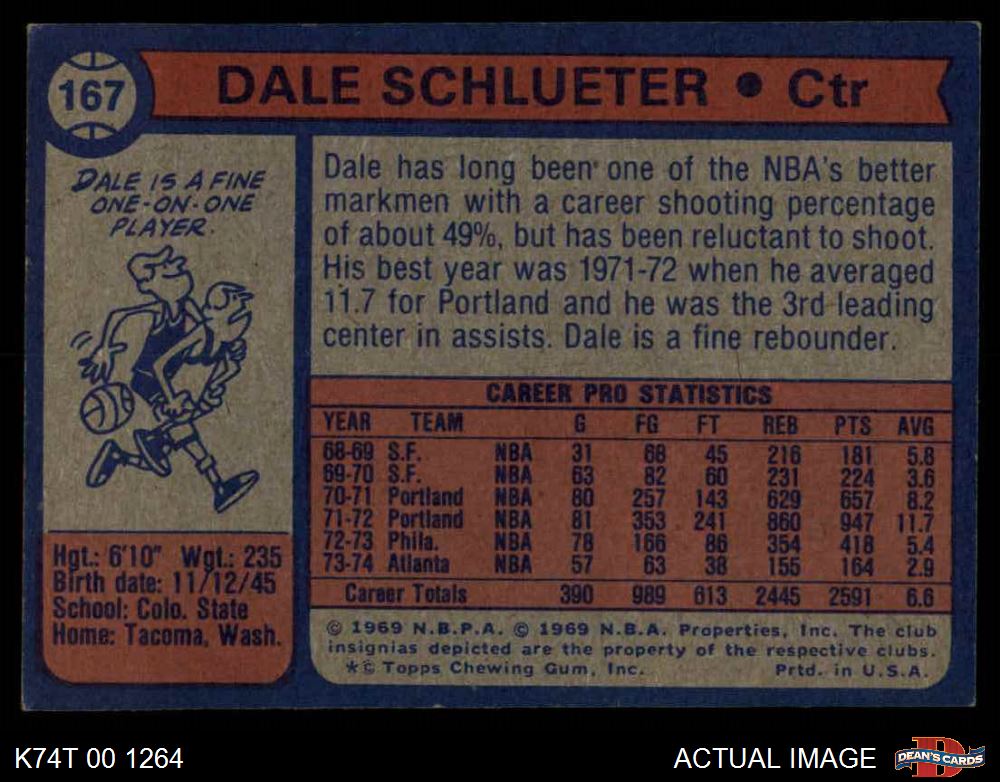 167
DALE SCHLUETER • Ctr
DALE IS A FINE
ONE-ON-ONE
PLAYER.
Dale has long been one of the NBA's better
markmen with a career shooting percentage
of about 49%, but has been reluctant to shoot.
His best year was 1971-72 when he averaged
11.7 for Portland and he was the 3rd leading
center in assists. Dale is a fine rebounder.
CAREER PRO STATISTICS
YEAR TEAM G FG FT REB PTS AVG
68-69 S.F. NBA 31 68 45 216 181 5.8
69-70 S.F. NBA 63 82 60 231 224 3.6
70-71 Portland NBA 80 257 143 629 657 8.2
71-72 Portland NBA 81 353 241 860 947 11.7
72-73 Phila. NBA 78 166 86 354 418 5.4
73-74 Atlanta NBA 57 63 38 155 164 2.9
Career Totals 390 989 613 2445 2591 6.6
Hgt.: 6'10" Wgt.: 235
Birth date: 11/12/45
School: Colo. State
Home: Tacoma, Wash.
© 1969 N.B.P.A. © 1969 N.B.A. Properties, Inc. The club
insignias depicted are the property of the respective clubs.
*© Topps Chewing Gum, Inc. Prtd. in U.S.A.
K74T 00 1264
ACTUAL IMAGE
D
DEAN'S CARDS